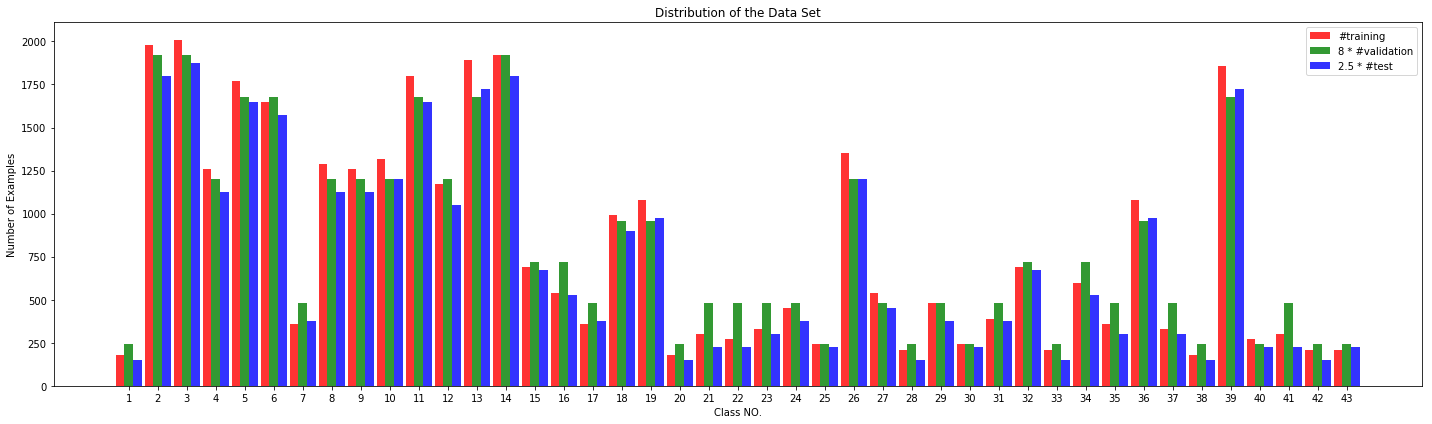 Distribution of the Data Set
#training
8 * #validation
2.5 * #test
Number of Examples
2000
1750
1500
1250
1000
750
500
250
0
1 2 3 4 5 6 7 8 9 10 11 12 13 14 15 16 17 18 19 20 21 22 23 24 25 26 27 28 29 30 31 32 33 34 35 36 37 38 39 40 41 42 43
Class NO.